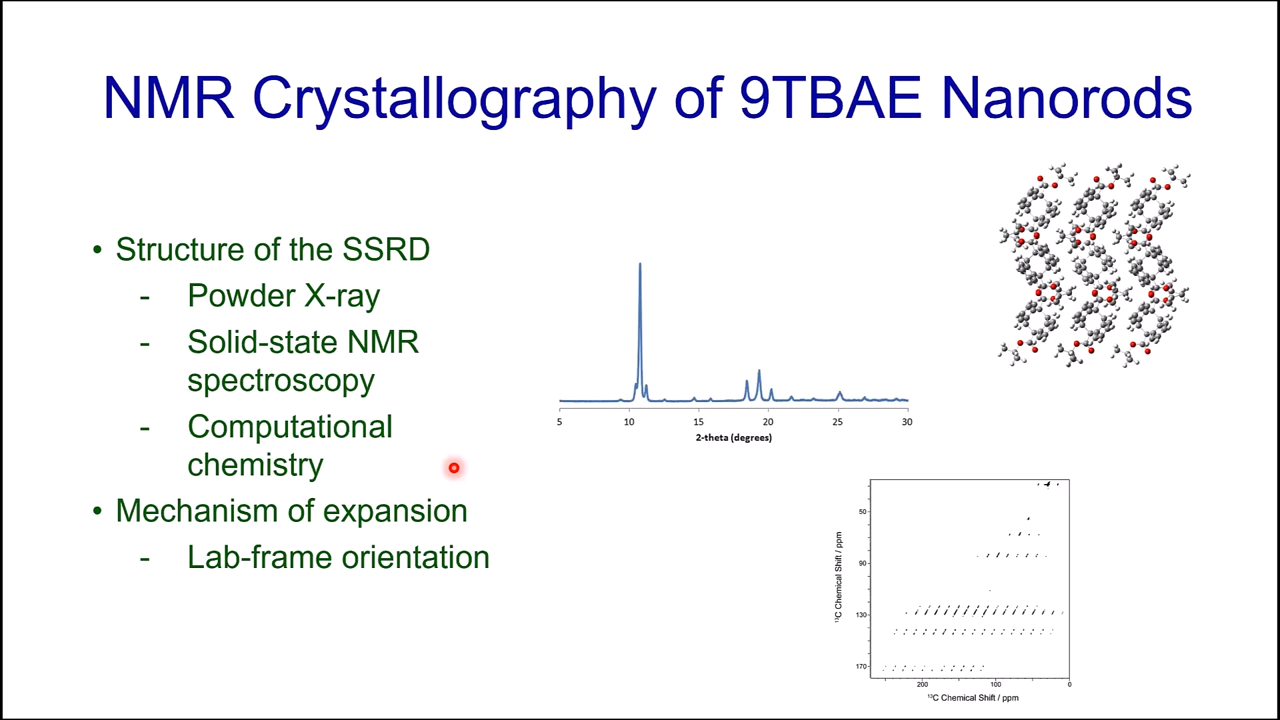 NMR Crystallography of 9TBAE Nanorods
• Structure of the SSRD
- Powder X-ray
- Solid-state NMR
spectroscopy
- Computational
chemistry
• Mechanism of expansion
- Lab-frame orientation
5 10 15 20 25 30
2-theta (degrees)
¹³C Chemical Shift / ppm
50
90
130
170
200 100 0
¹³C Chemical Shift / ppm